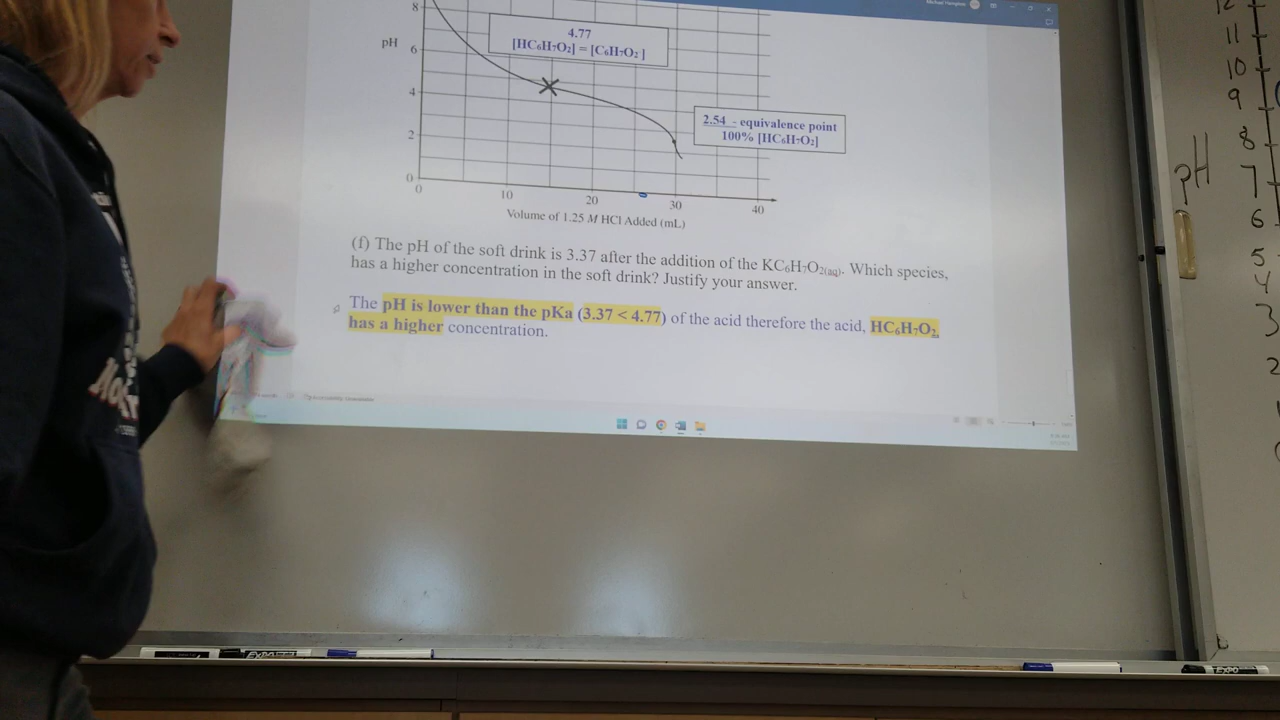 8
4.77
[HC6H7O2] = [C6H7O2 ]
pH
6
4
2.54 - equivalence point
100% [HC6H7O2]
2
0
0
10
20
30
40
Volume of 1.25 M HCl Added (mL)
(f) The pH of the soft drink is 3.37 after the addition of the KC6H7O2(aq). Which species,
has a higher concentration in the soft drink? Justify your answer.
The pH is lower than the pKa (3.37 < 4.77) of the acid therefore the acid, HC6H7O2,
has a higher concentration.
12
11
10
9
8
pH
7
6
5
4
3
2
EXPO
EXPO